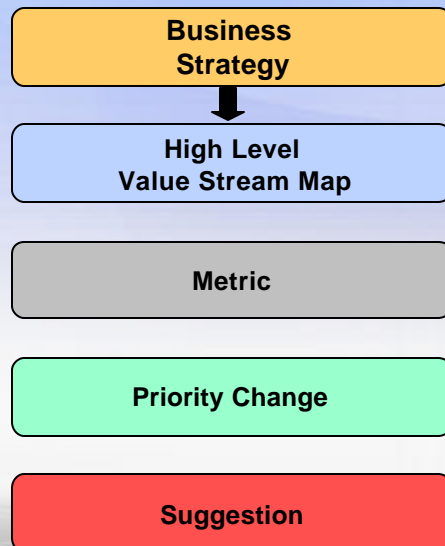 Business
Strategy
High Level
Value Stream Map
Metric
Priority Change
Suggestion